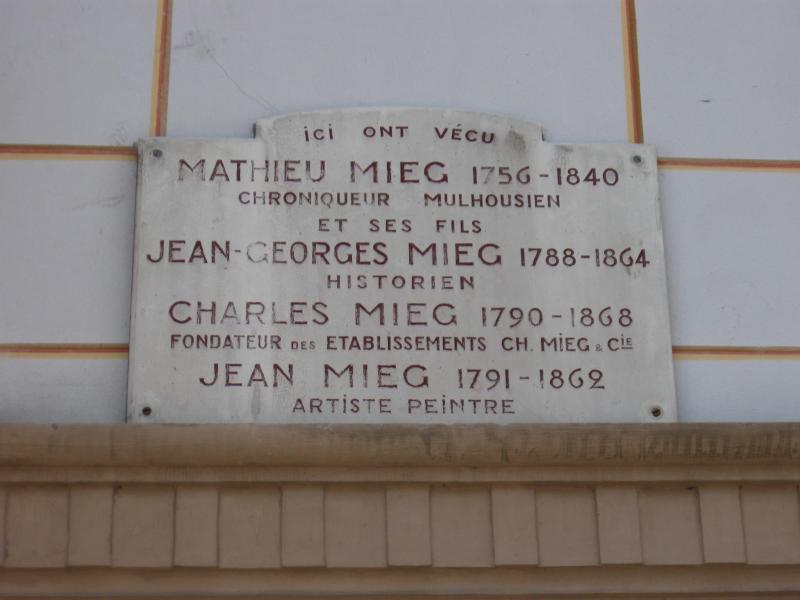 ICI ONT VÉCU
MATHIEU MIEG 1756-1840
CHRONIQUEUR MULHOUSIEN
ET SES FILS
JEAN-GEORGES MIEG 1788-1864
HISTORIEN
CHARLES MIEG 1790-1868
FONDATEUR DES ETABLISSEMENTS CH. MIEG & CIE
JEAN MIEG 1791-1862
ARTISTE PEINTRE